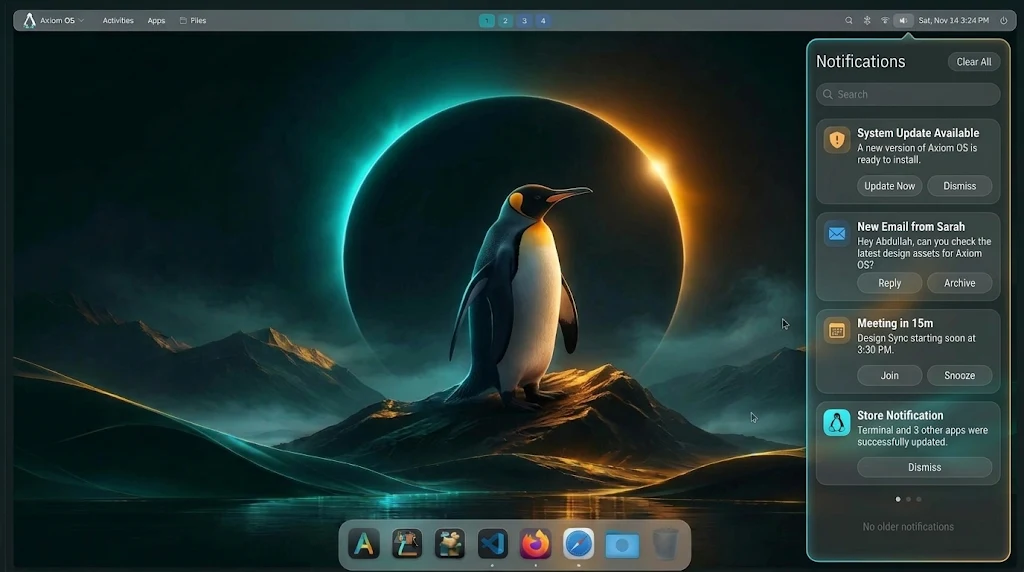 Axiom OS
Activities
Apps
Piles
1 2 3 4
Sat, Nov 14 3:24 PM
Notifications
Clear All
Search
System Update Available
A new version of Axiom OS is
ready to install.
Update Now
Dismiss
New Email from Sarah
Hey Abdullah, can you check the
latest design assets for Axiom
OS?
Reply
Archive
Meeting in 15m
Design Sync starting soon at
3:30 PM.
Join
Snooze
Store Notification
Terminal and 3 other apps were
successfully updated.
Dismiss
No older notifications